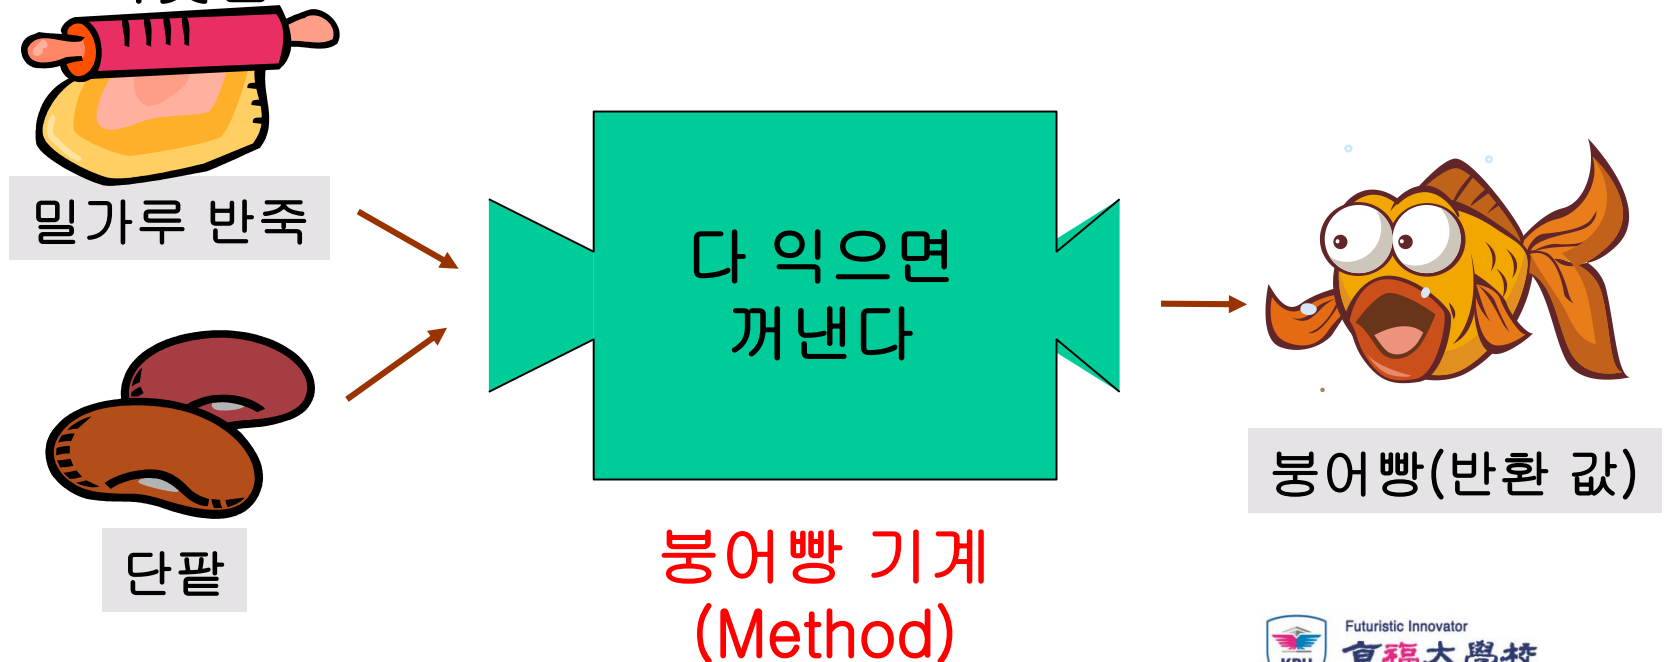 밀가루 반죽
다 익으면
꺼낸다
붕어빵(반환 값)
단팥
붕어빵 기계
(Method)
Futuristic Innovator